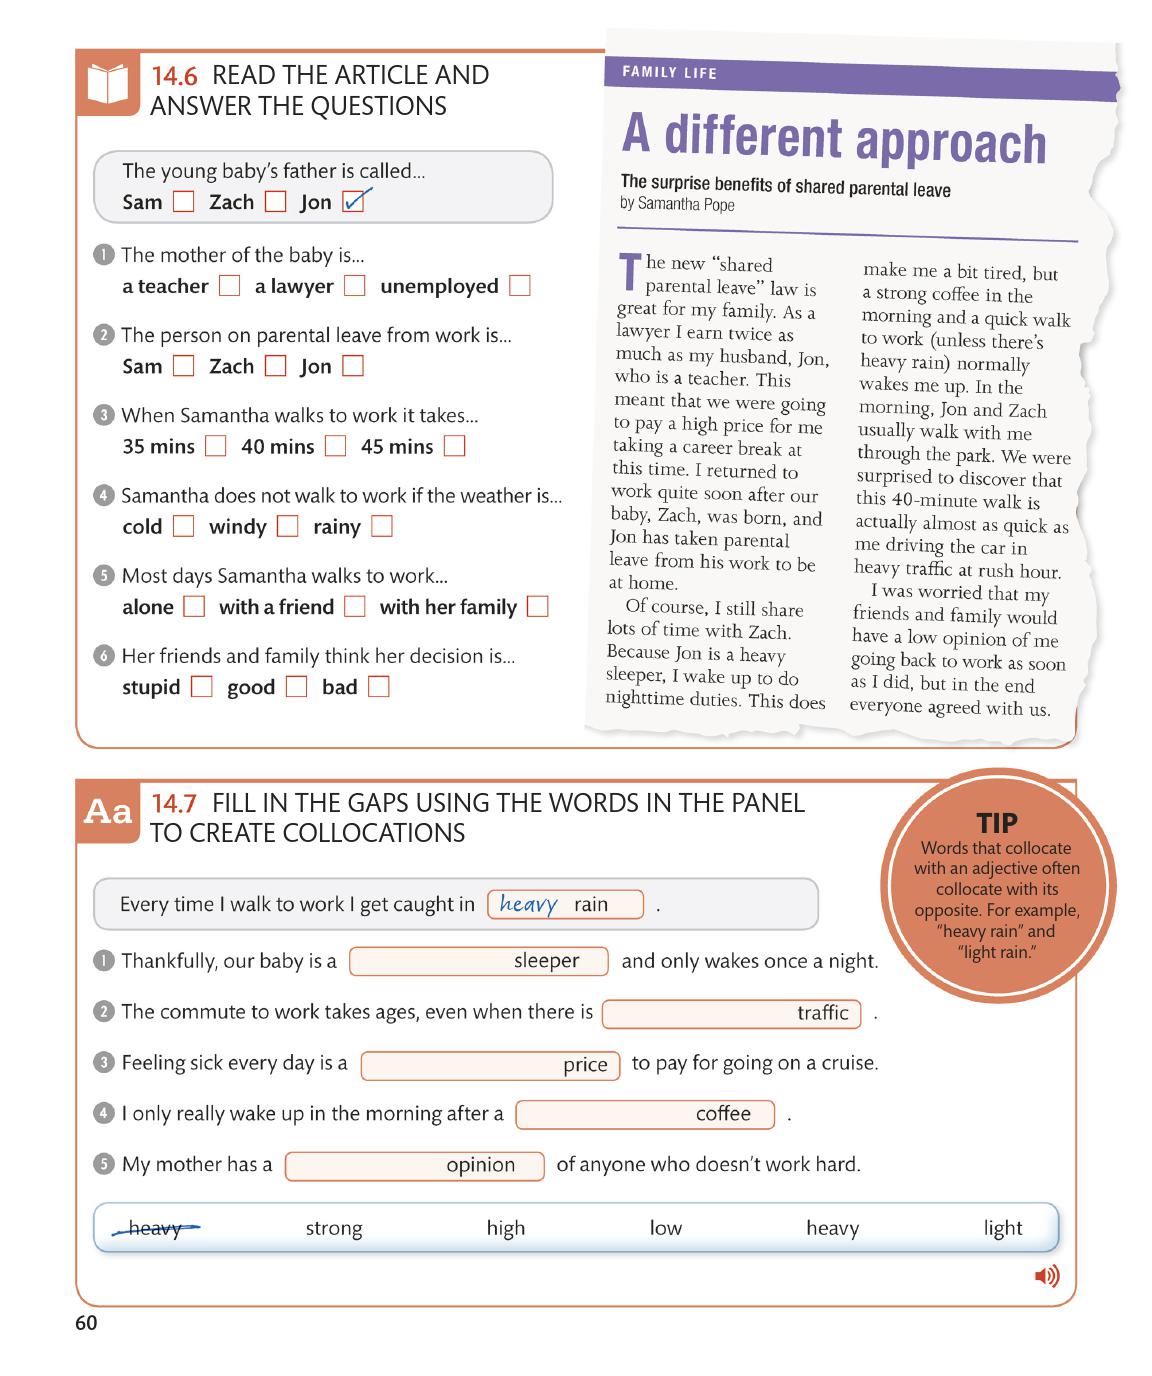 14.6 READ THE ARTICLE AND
ANSWER THE QUESTIONS
The young baby's father is called...
Sam Zach Jon
1 The mother of the baby is...
a teacher a lawyer unemployed
2 The person on parental leave from work is...
Sam Zach Jon
3 When Samantha walks to work it takes...
35 mins 40 mins 45 mins
4 Samantha does not walk to work if the weather is...
cold windy rainy
5 Most days Samantha walks to work...
alone with a friend with her family
6 Her friends and family think her decision is...
stupid good bad
FAMILY LIFE
A different approach
The surprise benefits of shared parental leave
by Samantha Pope
The new “shared
parental leave” law is
great for my family. As a
lawyer I earn twice as
much as my husband, Jon,
who is a teacher. This
meant that we were going
to pay a high price for me
taking a career break at
this time. I returned to
work quite soon after our
baby, Zach, was born, and
Jon has taken parental
leave from his work to be
at home.
Of course, I still share
lots of time with Zach.
Because Jon is a heavy
sleeper, I wake up to do
nighttime duties. This does
make me a bit tired, but
a strong coffee in the
morning and a quick walk
to work (unless there's
heavy rain) normally
wakes me up. In the
morning, Jon and Zach
usually walk with me
through the park. We were
surprised to discover that
this 40-minute walk is
actually almost as quick as
me driving the car in
heavy traffic at rush hour.
I was worried that my
friends and family would
have a low opinion of me
going back to work as soon
as I did, but in the end
everyone agreed with us.
Aa 14.7 FILL IN THE GAPS USING THE WORDS IN THE PANEL
TO CREATE COLLOCATIONS
TIP
Words that collocate
with an adjective often
collocate with its
opposite. For example,
“heavy rain” and
“light rain.”
Every time I walk to work I get caught in heavy rain .
1 Thankfully, our baby is a sleeper and only wakes once a night.
2 The commute to work takes ages, even when there is traffic .
3 Feeling sick every day is a price to pay for going on a cruise.
4 I only really wake up in the morning after a coffee .
5 My mother has a opinion of anyone who doesn't work hard.
heavy strong high low heavy light
60